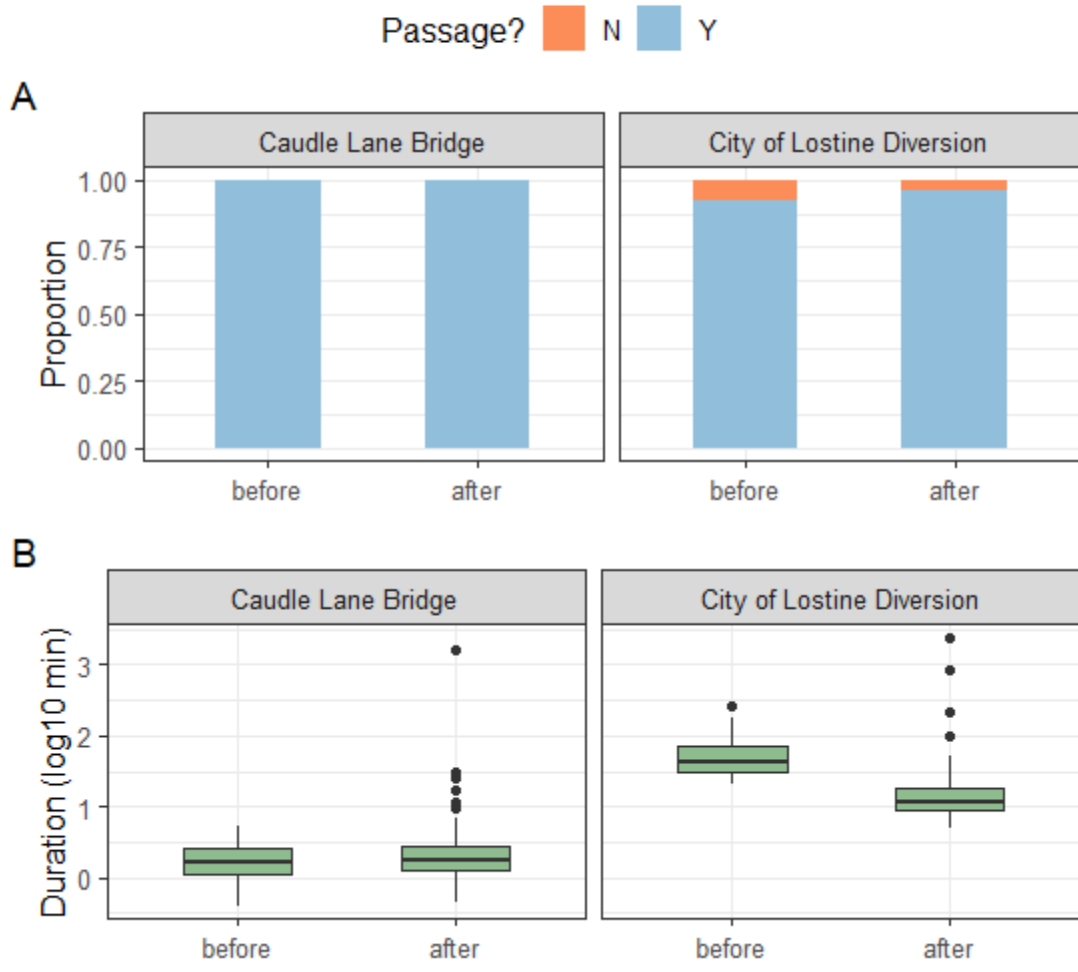 Passage? N Y
A
Caudle Lane Bridge City of Lostine Diversion
1.00
0.75
0.50
0.25
0.00
Proportion
before after before after
B
Caudle Lane Bridge City of Lostine Diversion
3
2
1
0
Duration (log10 min)
before after before after